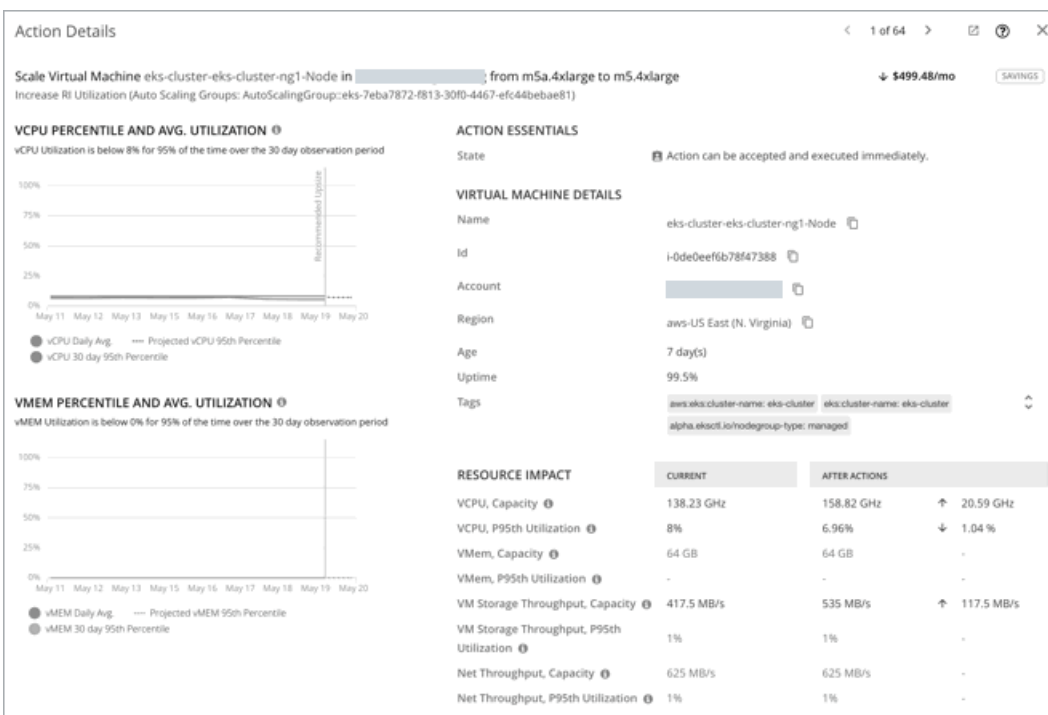 Action Details
1 of 64
Scale Virtual Machine eks-cluster-eks-cluster-ng1-Node in from m5a.4xlarge to m5.4xlarge
↓ $499.48/mo
SAVINGS
Increase RI Utilization (Auto Scaling Groups: AutoScalingGroup::eks-7eba7872-f813-30f0-4467-efc44bebae81)
VCPU PERCENTILE AND AVG. UTILIZATION
vCPU Utilization is below 8% for 95% of the time over the 30 day observation period
100%
75%
50%
25%
0%
Recommended Upsize
May 11 May 12 May 13 May 15 May 16 May 17 May 18 May 19 May 20
vCPU Daily Avg. Projected vCPU 95th Percentile
vCPU 30 day 95th Percentile
VMEM PERCENTILE AND AVG. UTILIZATION
vMEM Utilization is below 0% for 95% of the time over the 30 day observation period
100%
75%
50%
25%
0%
May 11 May 12 May 13 May 15 May 16 May 17 May 18 May 19 May 20
vMEM Daily Avg. Projected vMEM 95th Percentile
vMEM 30 day 95th Percentile
ACTION ESSENTIALS
State Action can be accepted and executed immediately.
VIRTUAL MACHINE DETAILS
Name eks-cluster-eks-cluster-ng1-Node
Id i-0de0eef6b78f47388
Account
Region aws-US East (N. Virginia)
Age 7 day(s)
Uptime 99.5%
Tags aws:eks:cluster-name: eks-cluster eks:cluster-name: eks-cluster
alpha.eksctl.io/nodegroup-type: managed
RESOURCE IMPACT CURRENT AFTER ACTIONS
VCPU, Capacity 138.23 GHz 158.82 GHz ↑ 20.59 GHz
VCPU, P95th Utilization 8% 6.96% ↓ 1.04 %
VMem, Capacity 64 GB 64 GB -
VMem, P95th Utilization - - -
VM Storage Throughput, Capacity 417.5 MB/s 535 MB/s ↑ 117.5 MB/s
VM Storage Throughput, P95th
Utilization 1% 1% -
Net Throughput, Capacity 625 MB/s 625 MB/s -
Net Throughput, P95th Utilization 1% 1% -